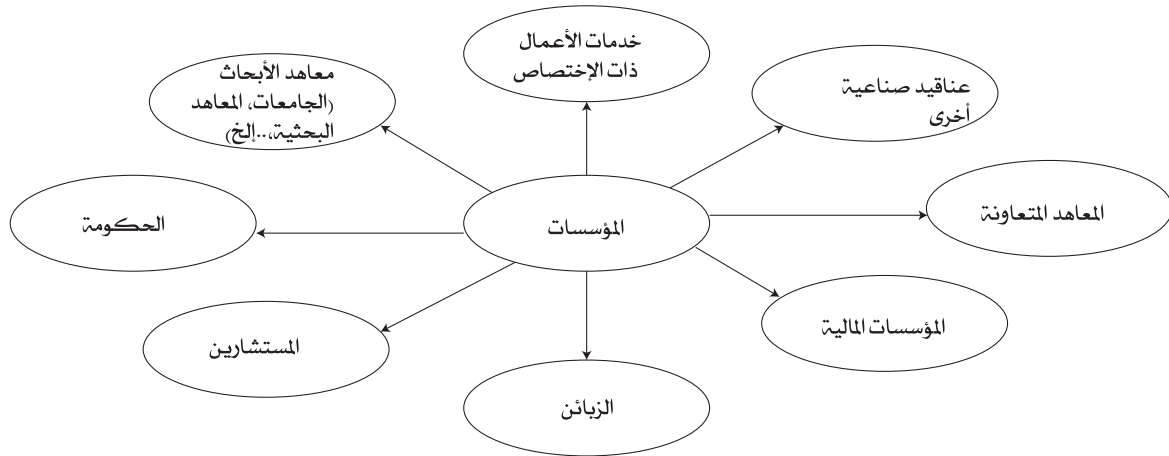 خدمات الأعمال
ذات الإختصاص
عناقيد صناعية
أخرى
معاهد الأبحاث
(الجامعات، المعاهد
البحثية،..إلخ)
المعاهد المتعاونة
المؤسسات
الحكومة
المؤسسات المالية
المستشارين
الزبائن